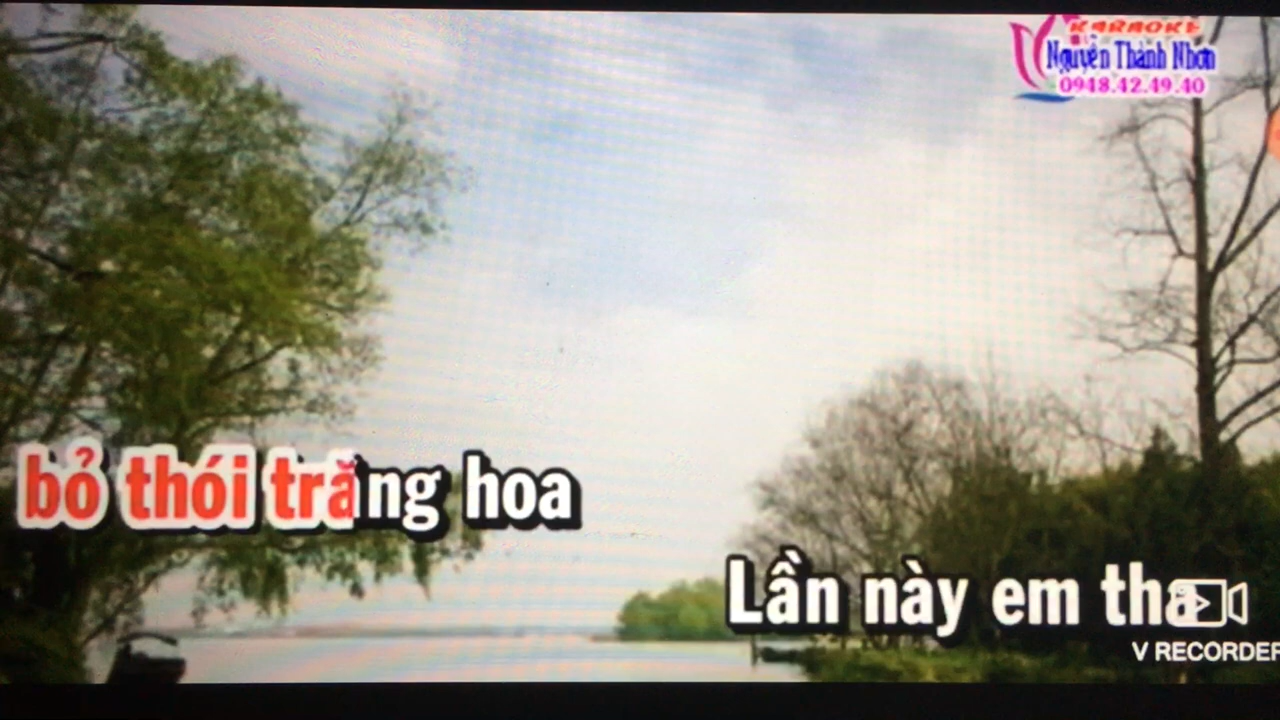 KARAOKE
Nguyễn Thành Nhơn
0948.42.49.40
bỏ thói trăng hoa
Lần này em tha
V RECORDER